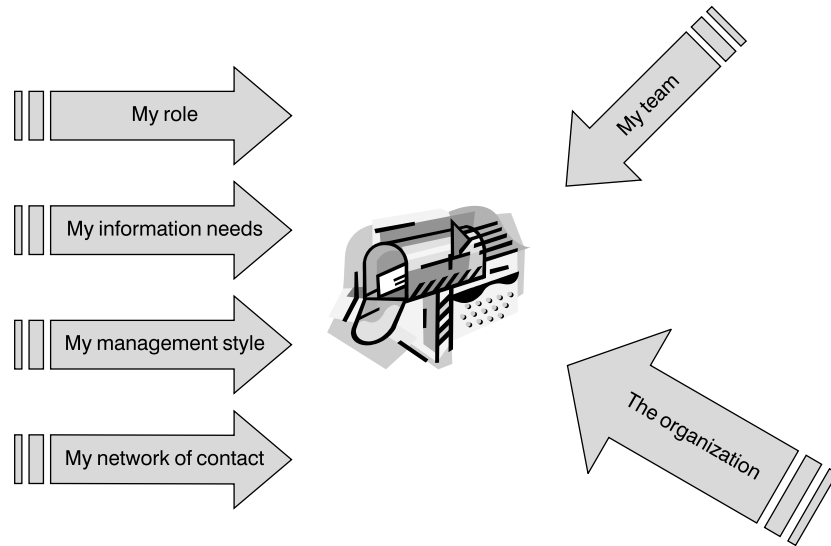 My role
My team
My information needs
My management style
My network of contact
The organization